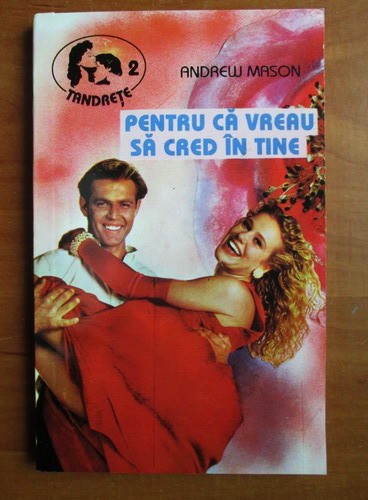 2
TANDREȚE
ANDREW MASON
PENTRU CĂ VREAU
SĂ CRED ÎN TINE